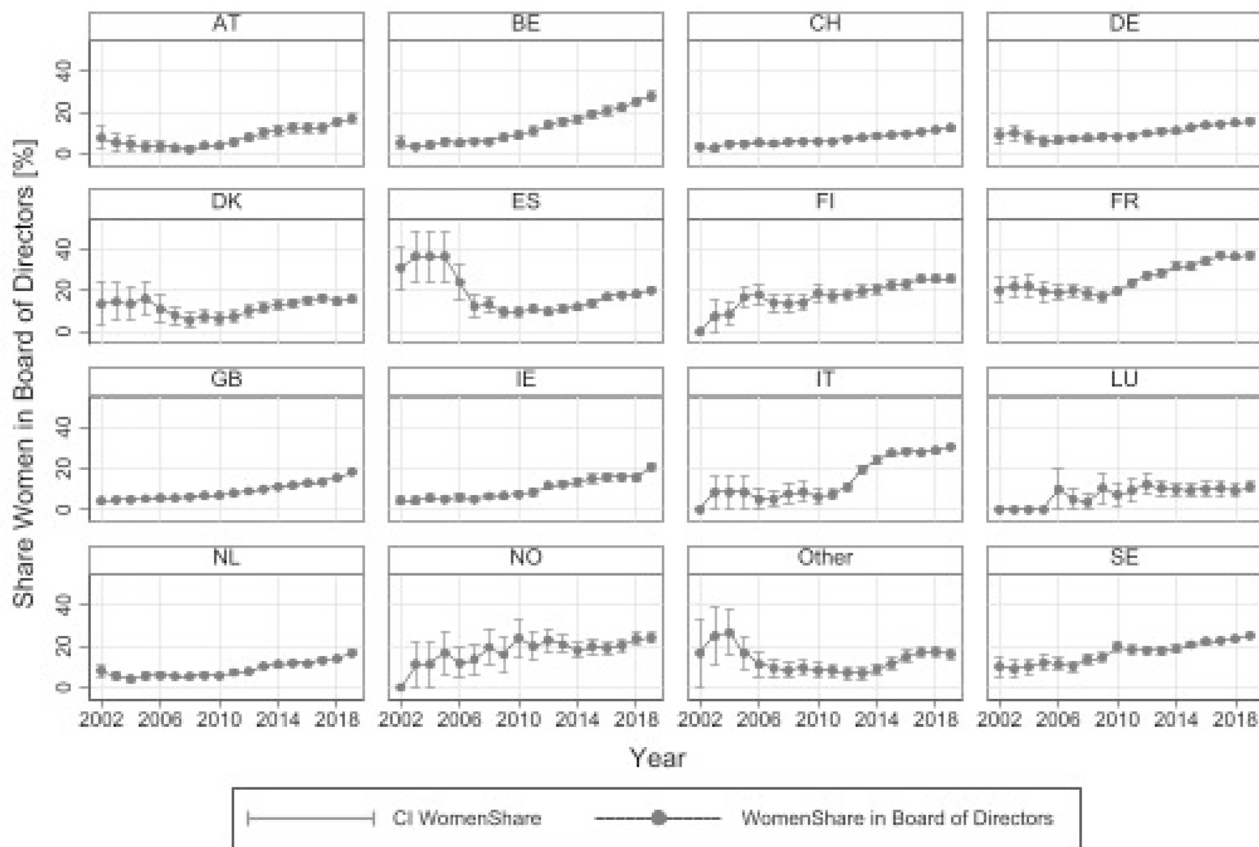 AT BE CH DE
40
20
0
DK ES FI FR
40
20
0
GB IE IT LU
40
20
0
NL NO Other SE
40
20
0
2002 2006 2010 2014 2018 2002 2006 2010 2014 2018 2002 2006 2010 2014 2018 2002 2006 2010 2014 2018
Share Women in Board of Directors [%]
Year
CI WomenShare WomenShare in Board of Directors